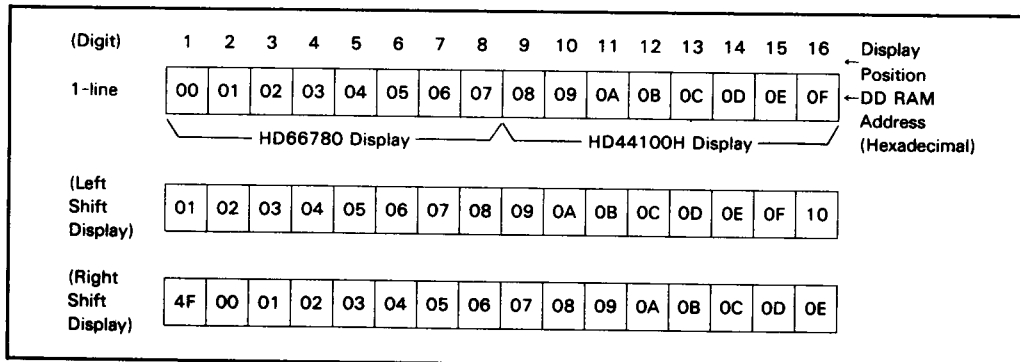 (Digit) 1 2 3 4 5 6 7 8 9 10 11 12 13 14 15 16 Display
← Position
1-line 00 01 02 03 04 05 06 07 08 09 0A 0B 0C 0D 0E 0F ←DD RAM
Address
HD66780 Display HD44100H Display (Hexadecimal)
(Left
Shift 01 02 03 04 05 06 07 08 09 0A 0B 0C 0D 0E 0F 10
Display)
(Right
Shift 4F 00 01 02 03 04 05 06 07 08 09 0A 0B 0C 0D 0E
Display)